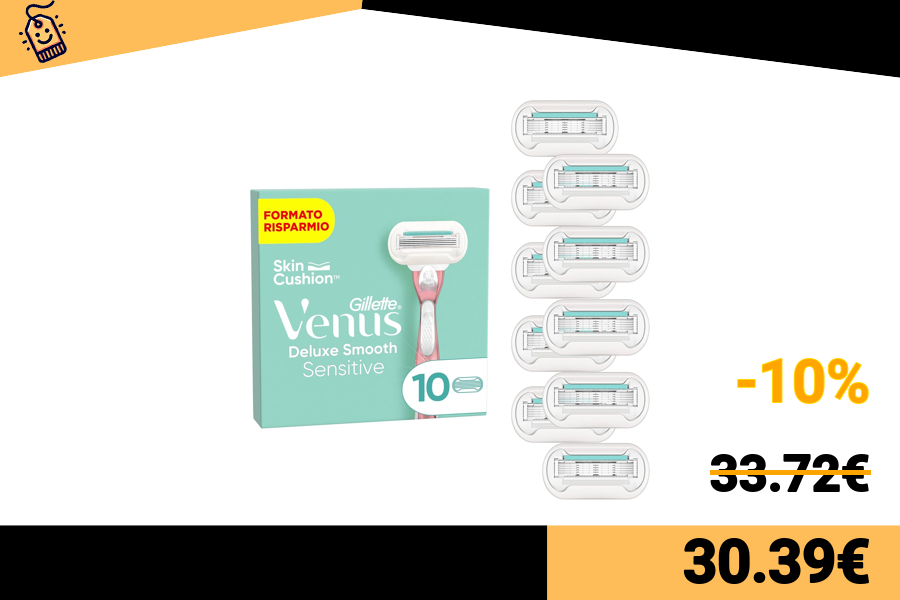 FORMATO
RISPARMIO
Skin
Cushion™
Gillette®
Venus
Deluxe Smooth
Sensitive
10
-10%
33.72€
30.39€